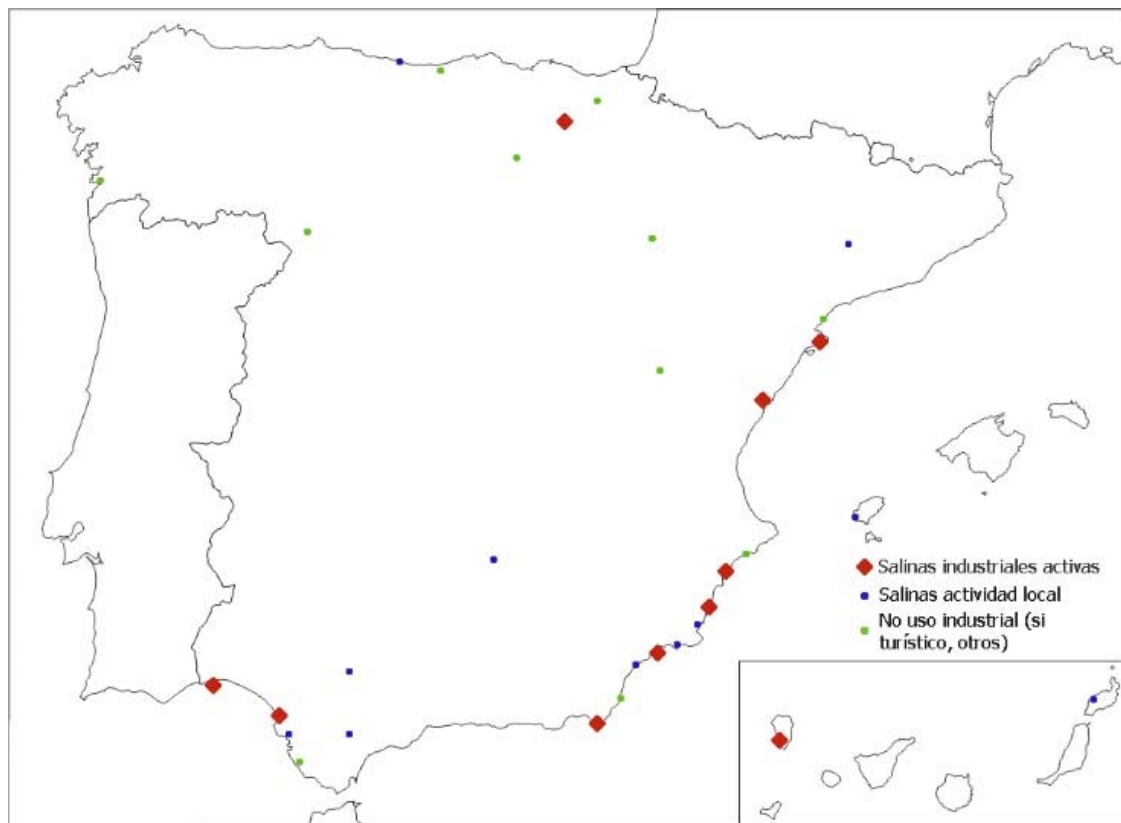 Salinas industriales activas
Salinas actividad local
No uso industrial (si
turístico, otros)